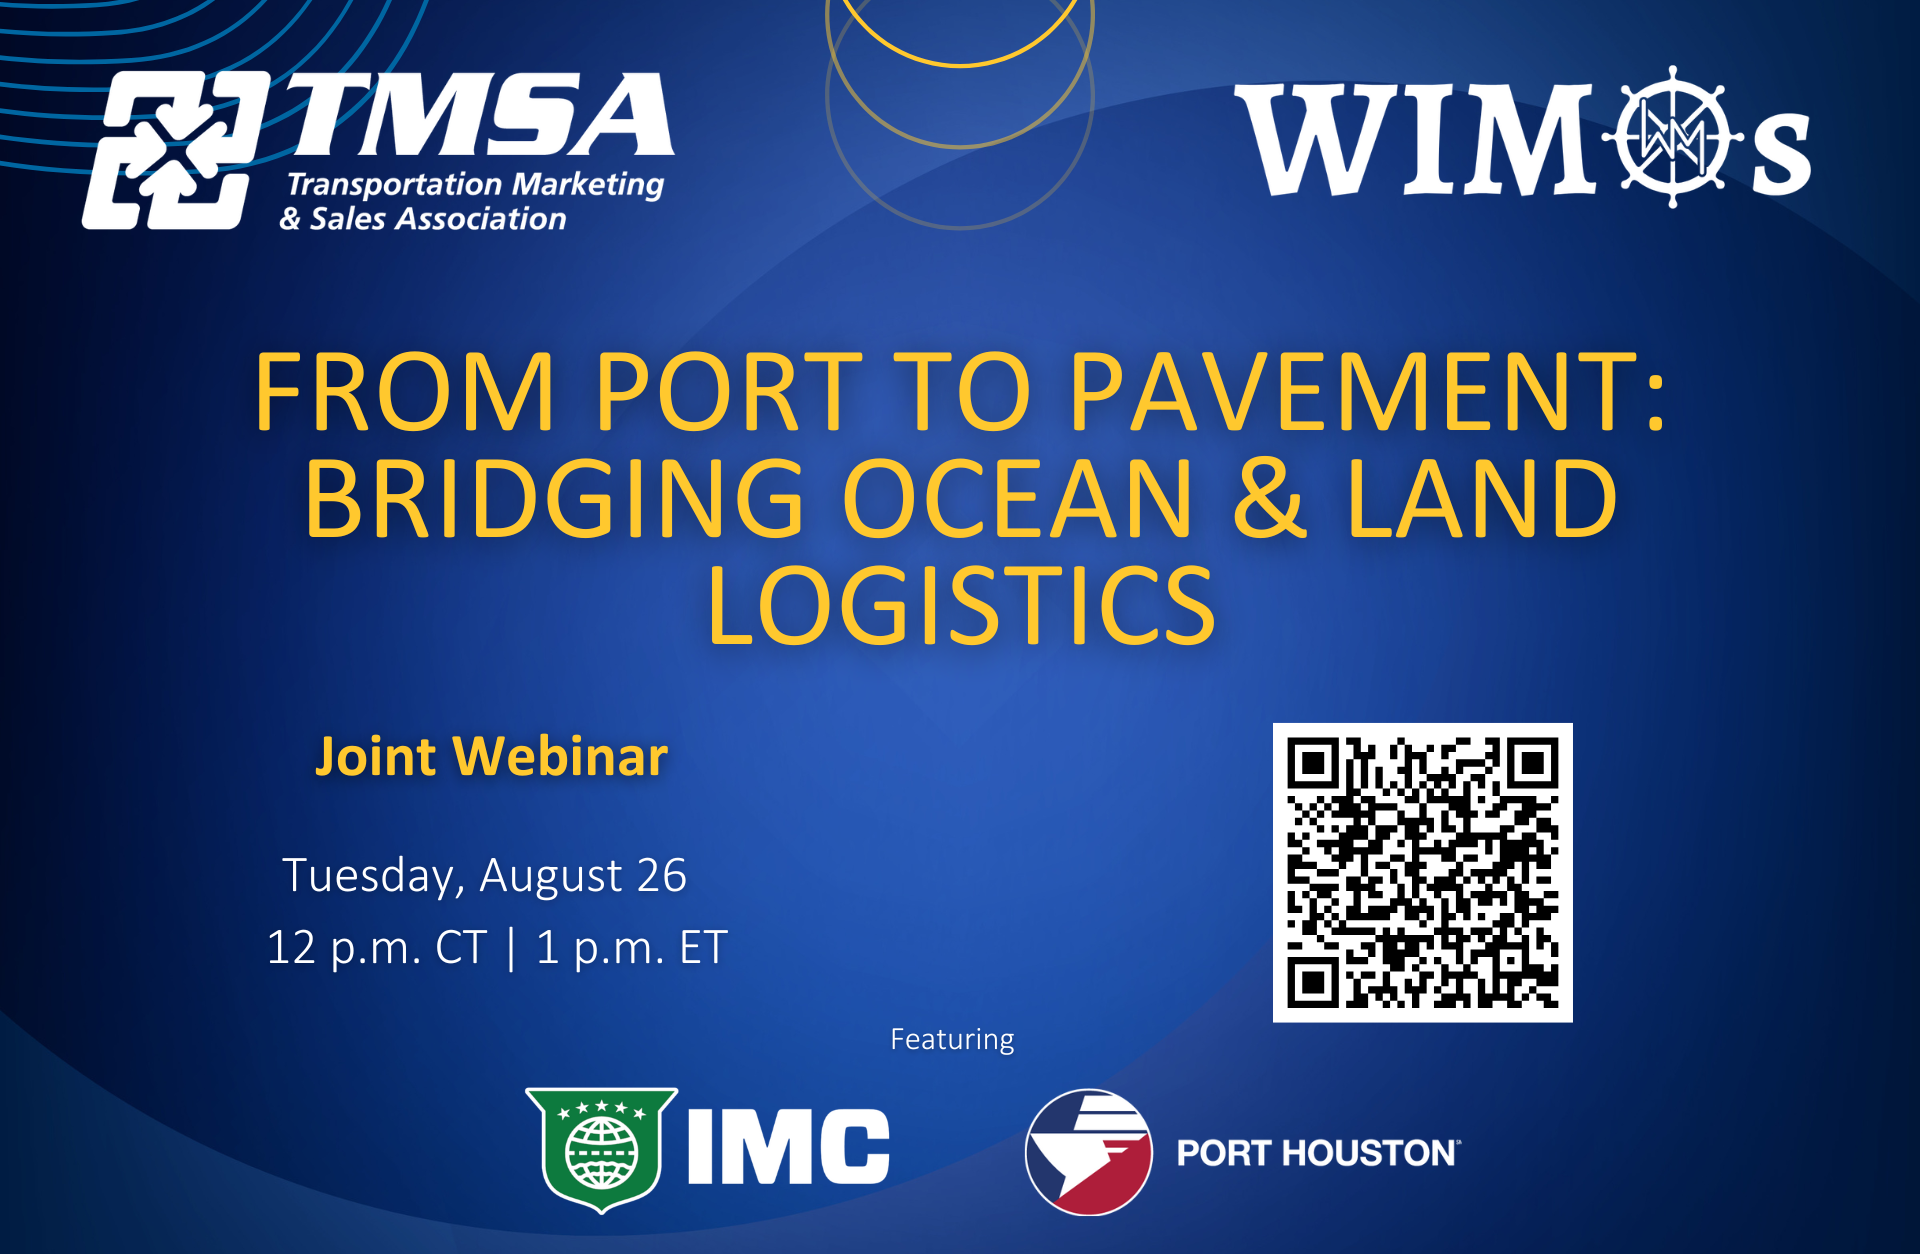 TMSA
Transportation Marketing
& Sales Association
WIMOs
FROM PORT TO PAVEMENT:
BRIDGING OCEAN & LAND
LOGISTICS
Joint Webinar
Tuesday, August 26
12 p.m. CT | 1 p.m. ET
Featuring
IMC
PORT HOUSTON